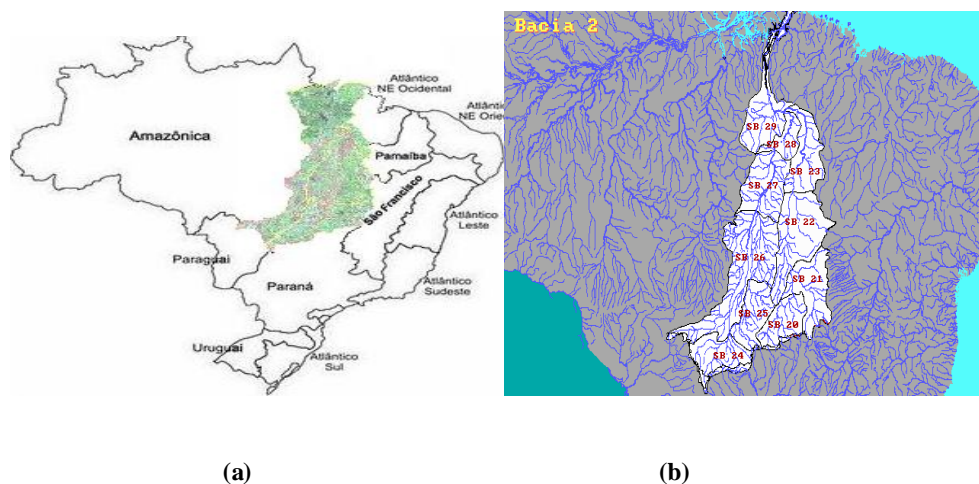 Atlântico
NE Ocidental
Atlântico
NE Orie
Amazônica
Parnaíba
São Francisco
Atlântico
Leste
Paraguai
Paraná
Atlântico
Sudeste
Uruguai
Atlântico
Sul
Bacia 2
SB 29
SB 28
SB 23
SB 27
SB 22
SB 26
SB 21
SB 25
SB 20
SB 24
(a)
(b)